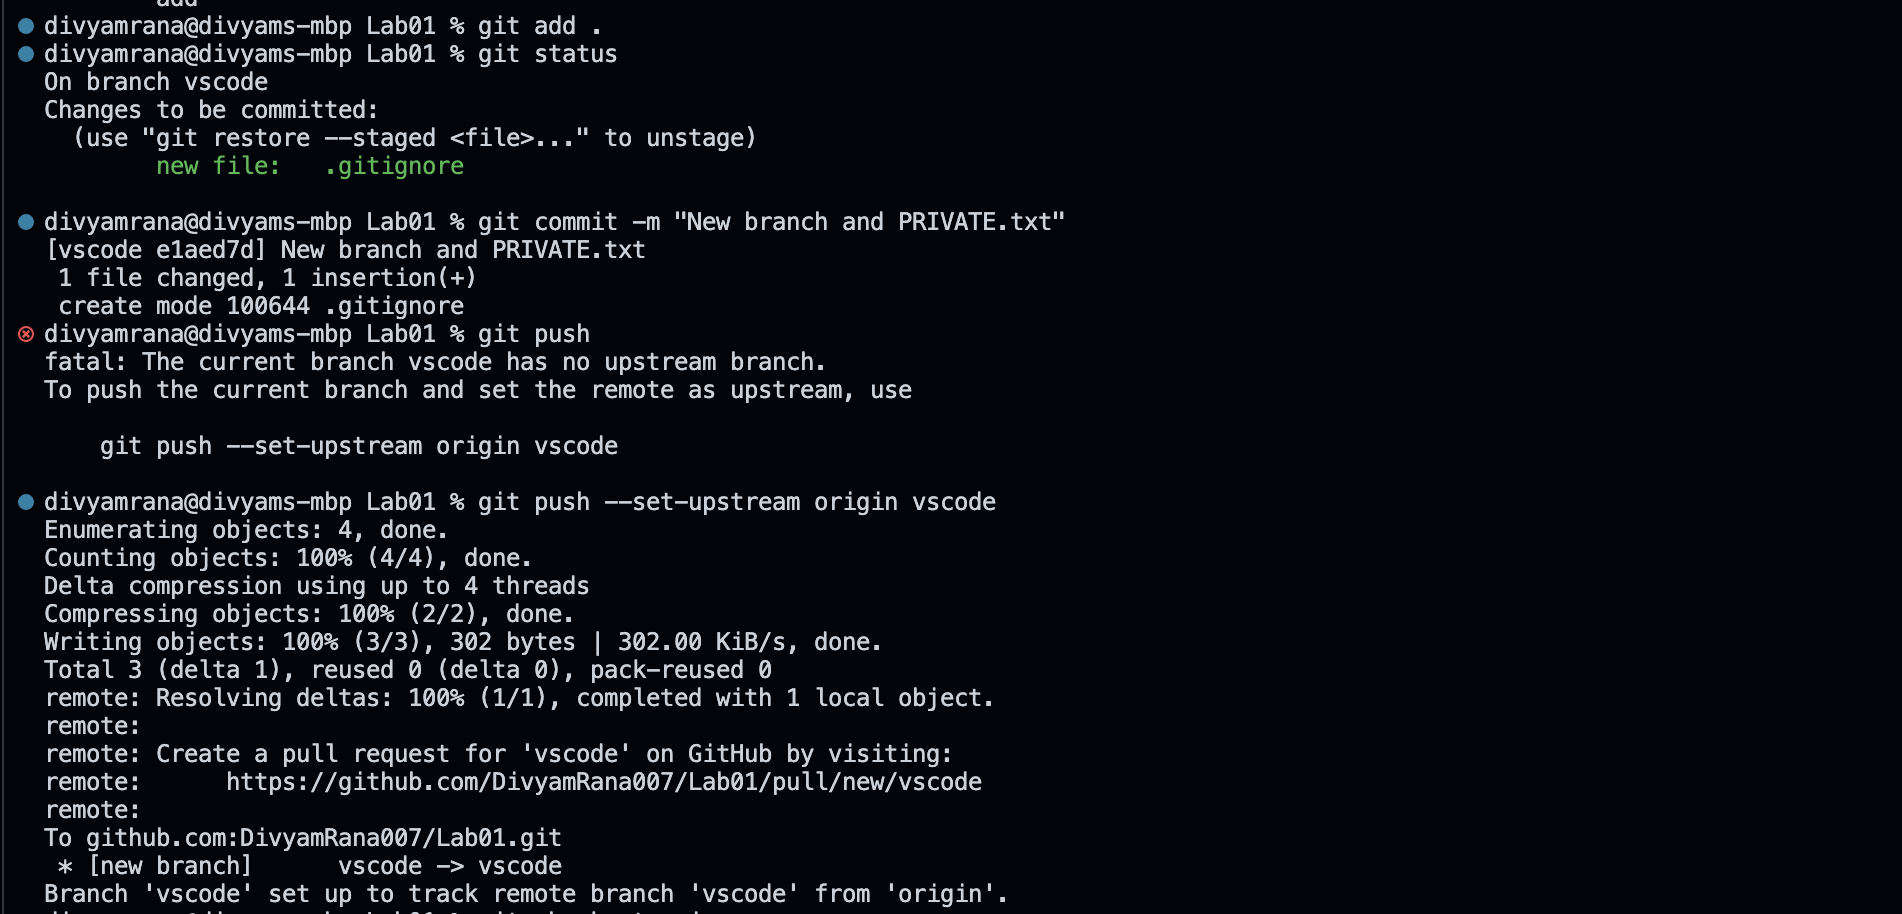 add
divyamrana@divyams-mbp Lab01 % git add .
divyamrana@divyams-mbp Lab01 % git status
On branch vscode
Changes to be committed:
  (use "git restore --staged <file>..." to unstage)
        new file:   .gitignore
divyamrana@divyams-mbp Lab01 % git commit -m "New branch and PRIVATE.txt"
[vscode e1aed7d] New branch and PRIVATE.txt
 1 file changed, 1 insertion(+)
 create mode 100644 .gitignore
divyamrana@divyams-mbp Lab01 % git push
fatal: The current branch vscode has no upstream branch.
To push the current branch and set the remote as upstream, use
    git push --set-upstream origin vscode
divyamrana@divyams-mbp Lab01 % git push --set-upstream origin vscode
Enumerating objects: 4, done.
Counting objects: 100% (4/4), done.
Delta compression using up to 4 threads
Compressing objects: 100% (2/2), done.
Writing objects: 100% (3/3), 302 bytes | 302.00 KiB/s, done.
Total 3 (delta 1), reused 0 (delta 0), pack-reused 0
remote: Resolving deltas: 100% (1/1), completed with 1 local object.
remote:
remote: Create a pull request for 'vscode' on GitHub by visiting:
remote:      https://github.com/DivyamRana007/Lab01/pull/new/vscode
remote:
To github.com:DivyamRana007/Lab01.git
 * [new branch]      vscode -> vscode
Branch 'vscode' set up to track remote branch 'vscode' from 'origin'.